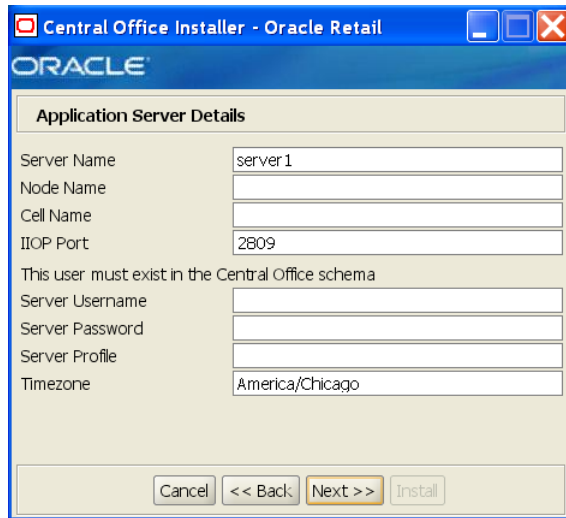 Central Office Installer - Oracle Retail
ORACLE
Application Server Details
Server Name server1
Node Name
Cell Name
IIOP Port 2809
This user must exist in the Central Office schema
Server Username
Server Password
Server Profile
Timezone America/Chicago
Cancel << Back Next >> Install